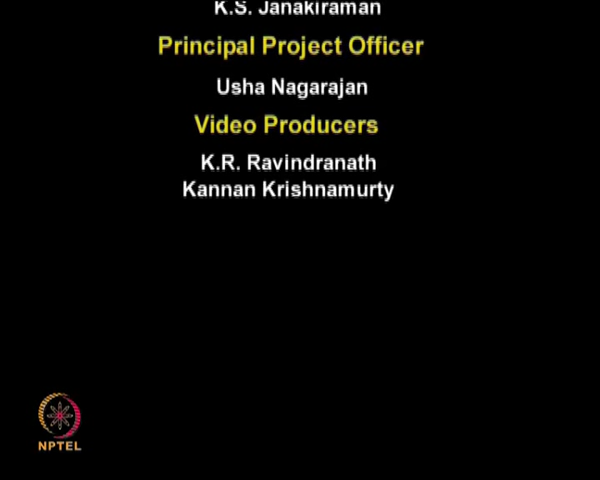 K.S. Janakiraman
Principal Project Officer
Usha Nagarajan
Video Producers
K.R. Ravindranath
Kannan Krishnamurty
NPTEL